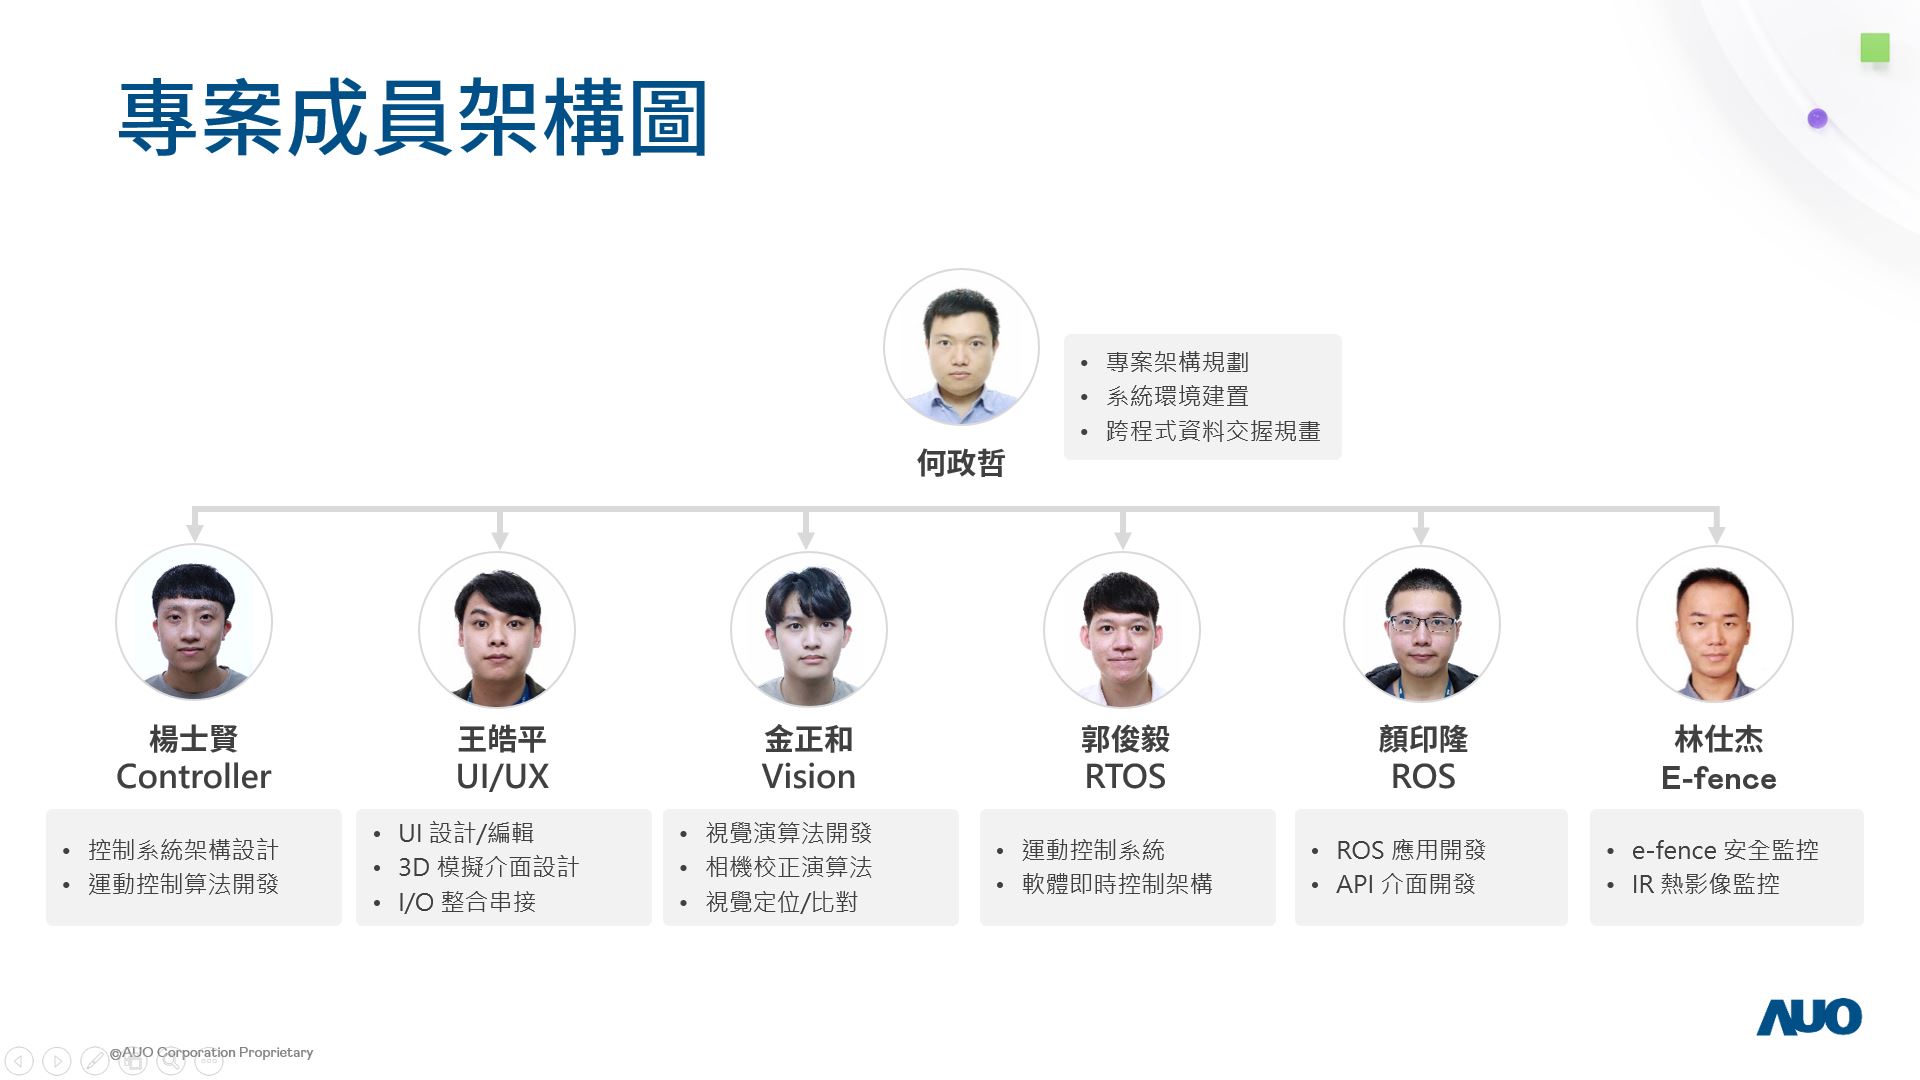 專案成員架構圖
• 專案架構規劃
• 系統環境建置
• 跨程式資料交握規畫
何政哲
楊士賢
Controller
• 控制系統架構設計
• 運動控制算法開發
王皓平
UI/UX
• UI 設計/編輯
• 3D 模擬介面設計
• I/O 整合串接
金正和
Vision
• 視覺演算法開發
• 相機校正演算法
• 視覺定位/比對
郭俊毅
RTOS
• 運動控制系統
• 軟體即時控制架構
顏印隆
ROS
• ROS 應用開發
• API 介面開發
林仕杰
E-fence
• e-fence 安全監控
• IR 熱影像監控
AUO
©AUO Corporation Proprietary